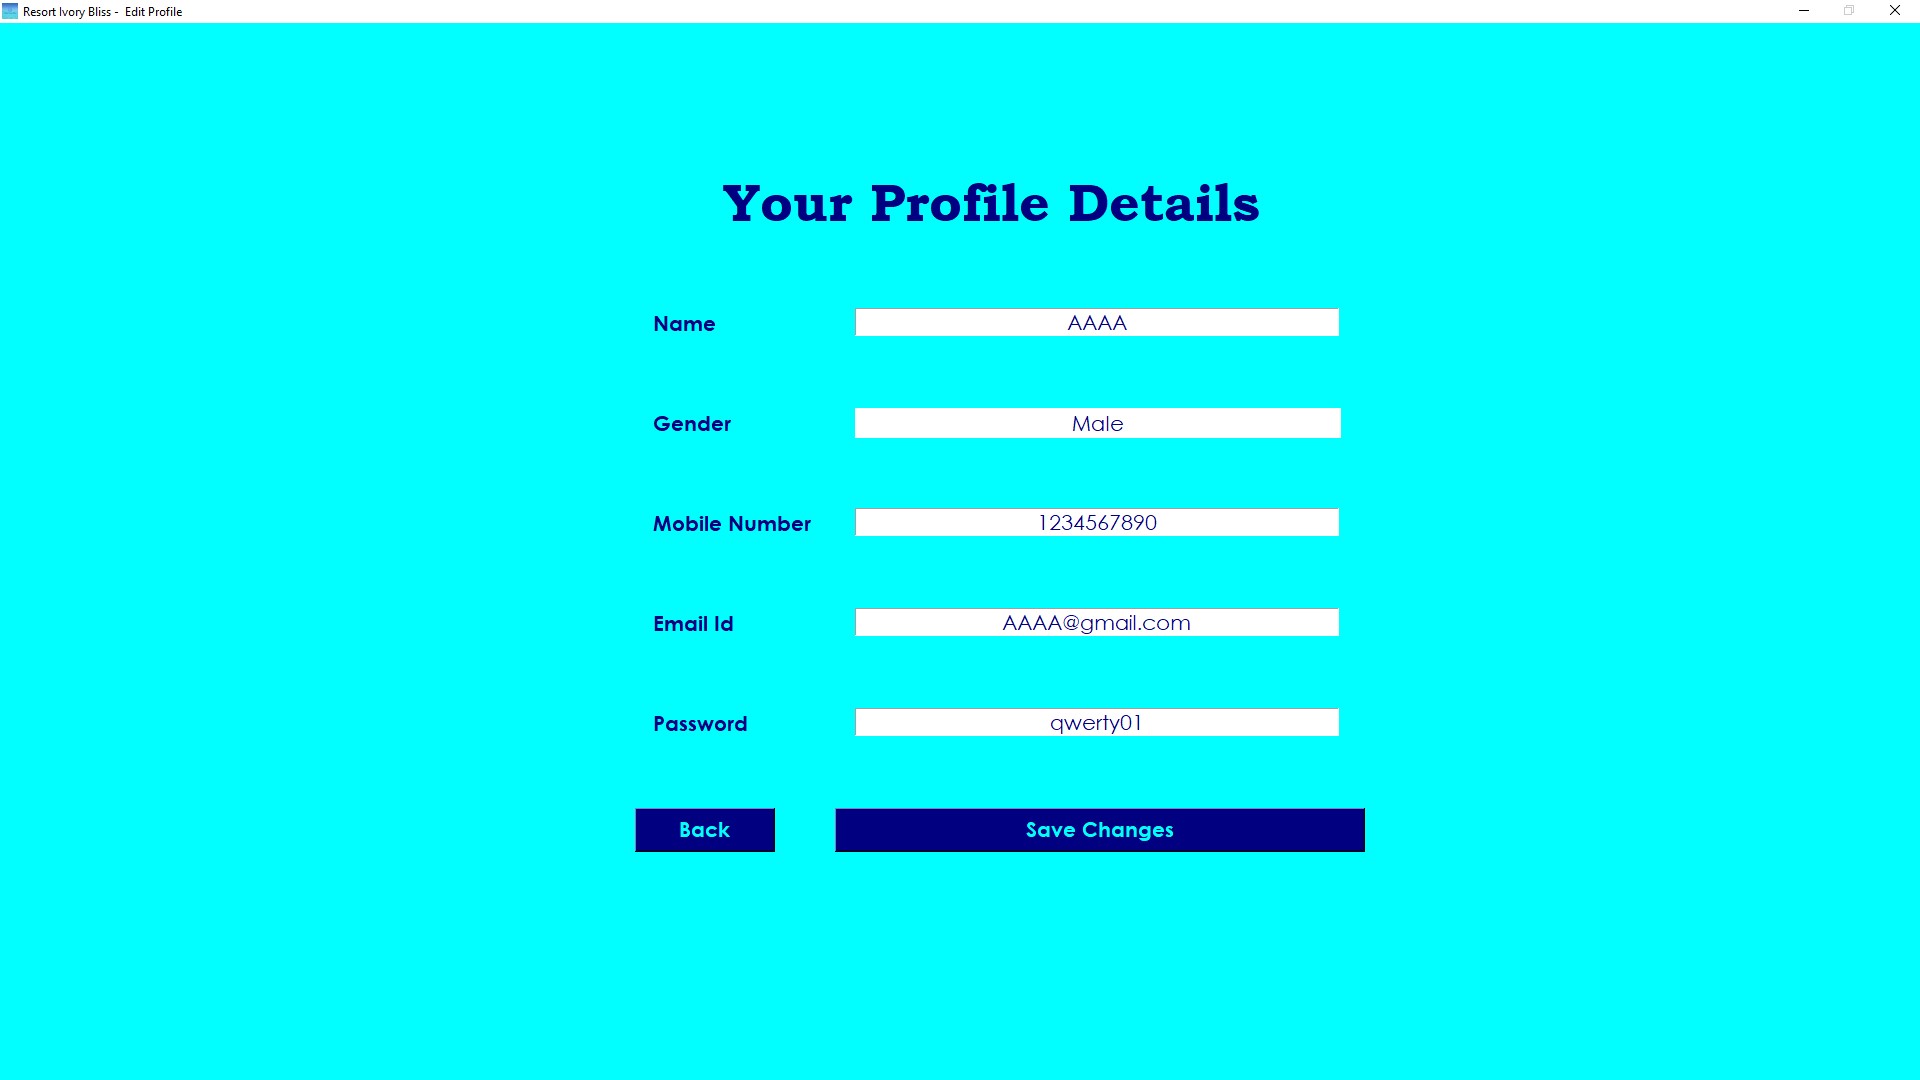 Resort Ivory Bliss -  Edit Profile
Your Profile Details
Name AAAA
Gender Male
Mobile Number 1234567890
Email Id AAAA@gmail.com
Password qwerty01
Back Save Changes